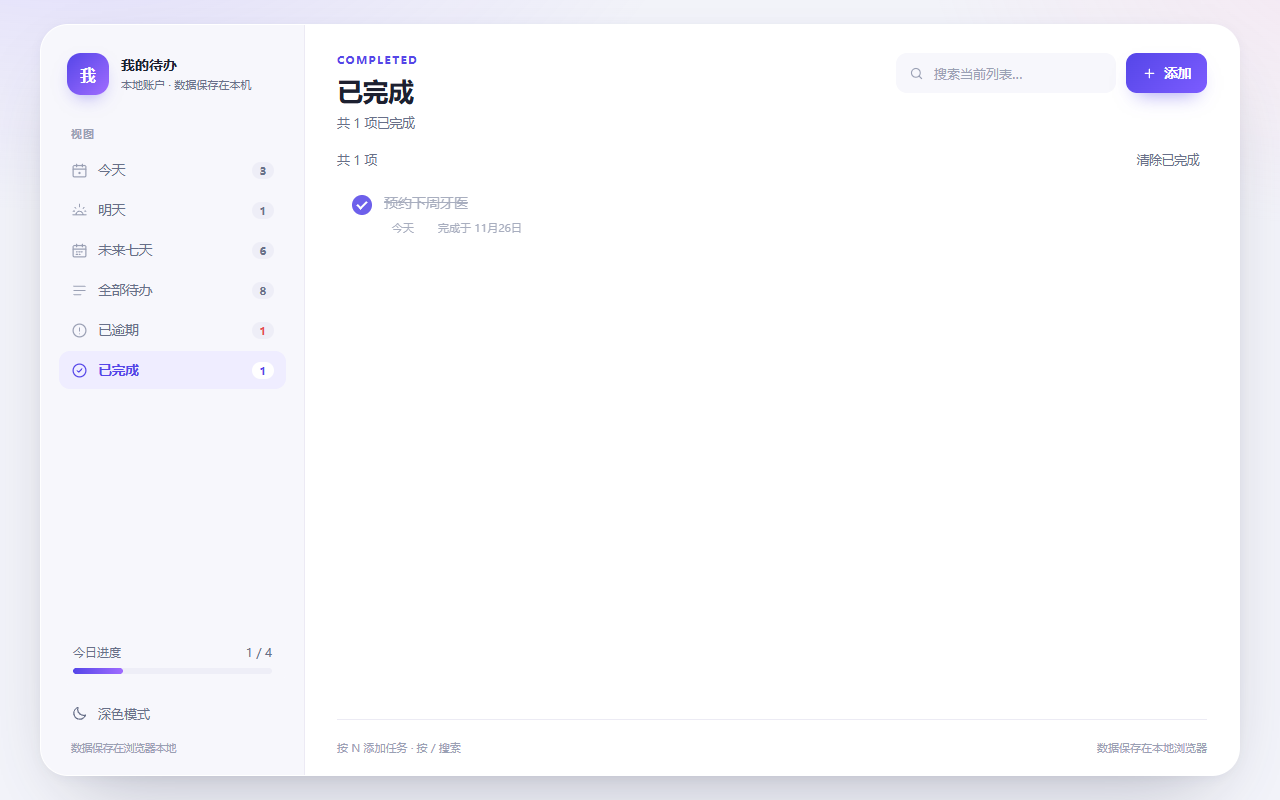 我
我的待办
本地账户 · 数据保存在本机
视图
今天 3
明天 1
未来七天 6
全部待办 8
已逾期 1
已完成 1
今日进度 1 / 4
深色模式
数据保存在浏览器本地
COMPLETED
已完成
共 1 项已完成
搜索当前列表...
添加
共 1 项
清除已完成
预约下周牙医
今天 完成于 11月26日
按 N 添加任务 · 按 / 搜索
数据保存在本地浏览器